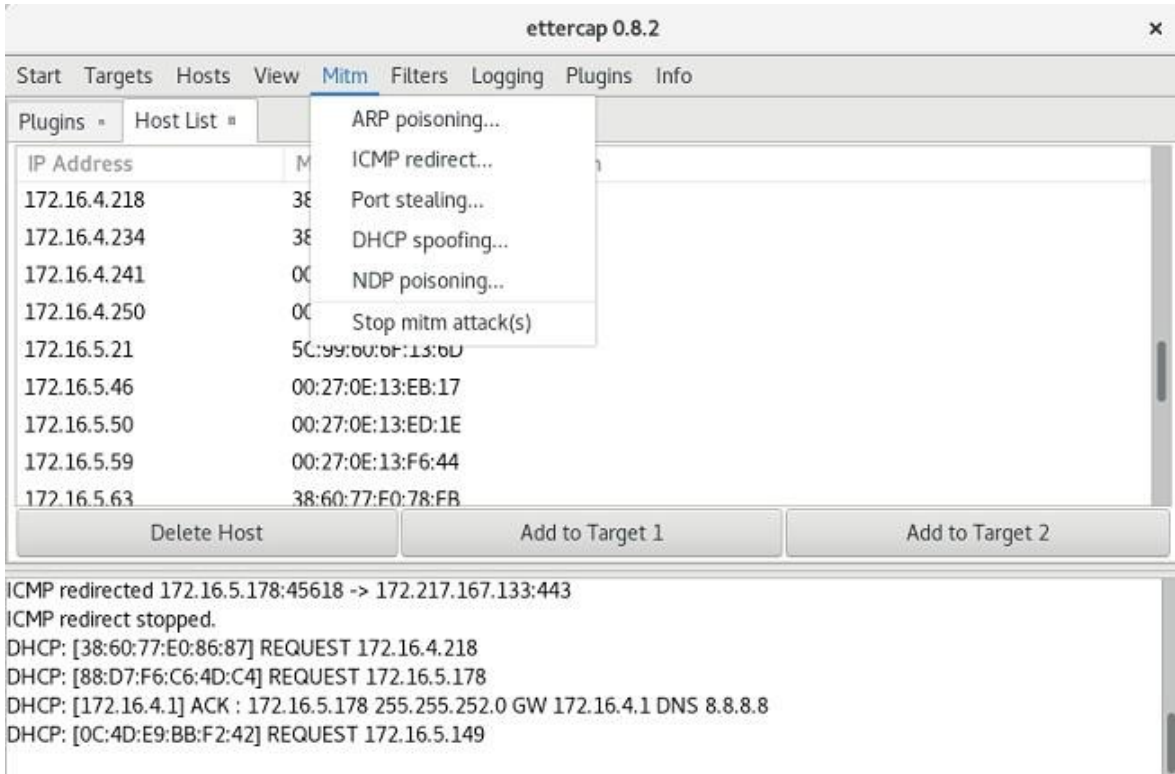 ettercap 0.8.2 ×
Start Targets Hosts View Mitm Filters Logging Plugins Info
Plugins Host List
ARP poisoning...
ICMP redirect...
Port stealing...
DHCP spoofing...
NDP poisoning...
Stop mitm attack(s)
IP Address
172.16.4.218 38
172.16.4.234 38
172.16.4.241 00
172.16.4.250 00
172.16.5.21 5C:99:60:6F:13:6D
172.16.5.46 00:27:0E:13:EB:17
172.16.5.50 00:27:0E:13:ED:1E
172.16.5.59 00:27:0E:13:F6:44
172.16.5.63 38:60:77:E0:78:EB
Delete Host Add to Target 1 Add to Target 2
ICMP redirected 172.16.5.178:45618 -> 172.217.167.133:443
ICMP redirect stopped.
DHCP: [38:60:77:E0:86:87] REQUEST 172.16.4.218
DHCP: [88:D7:F6:C6:4D:C4] REQUEST 172.16.5.178
DHCP: [172.16.4.1] ACK : 172.16.5.178 255.255.252.0 GW 172.16.4.1 DNS 8.8.8.8
DHCP: [0C:4D:E9:BB:F2:42] REQUEST 172.16.5.149